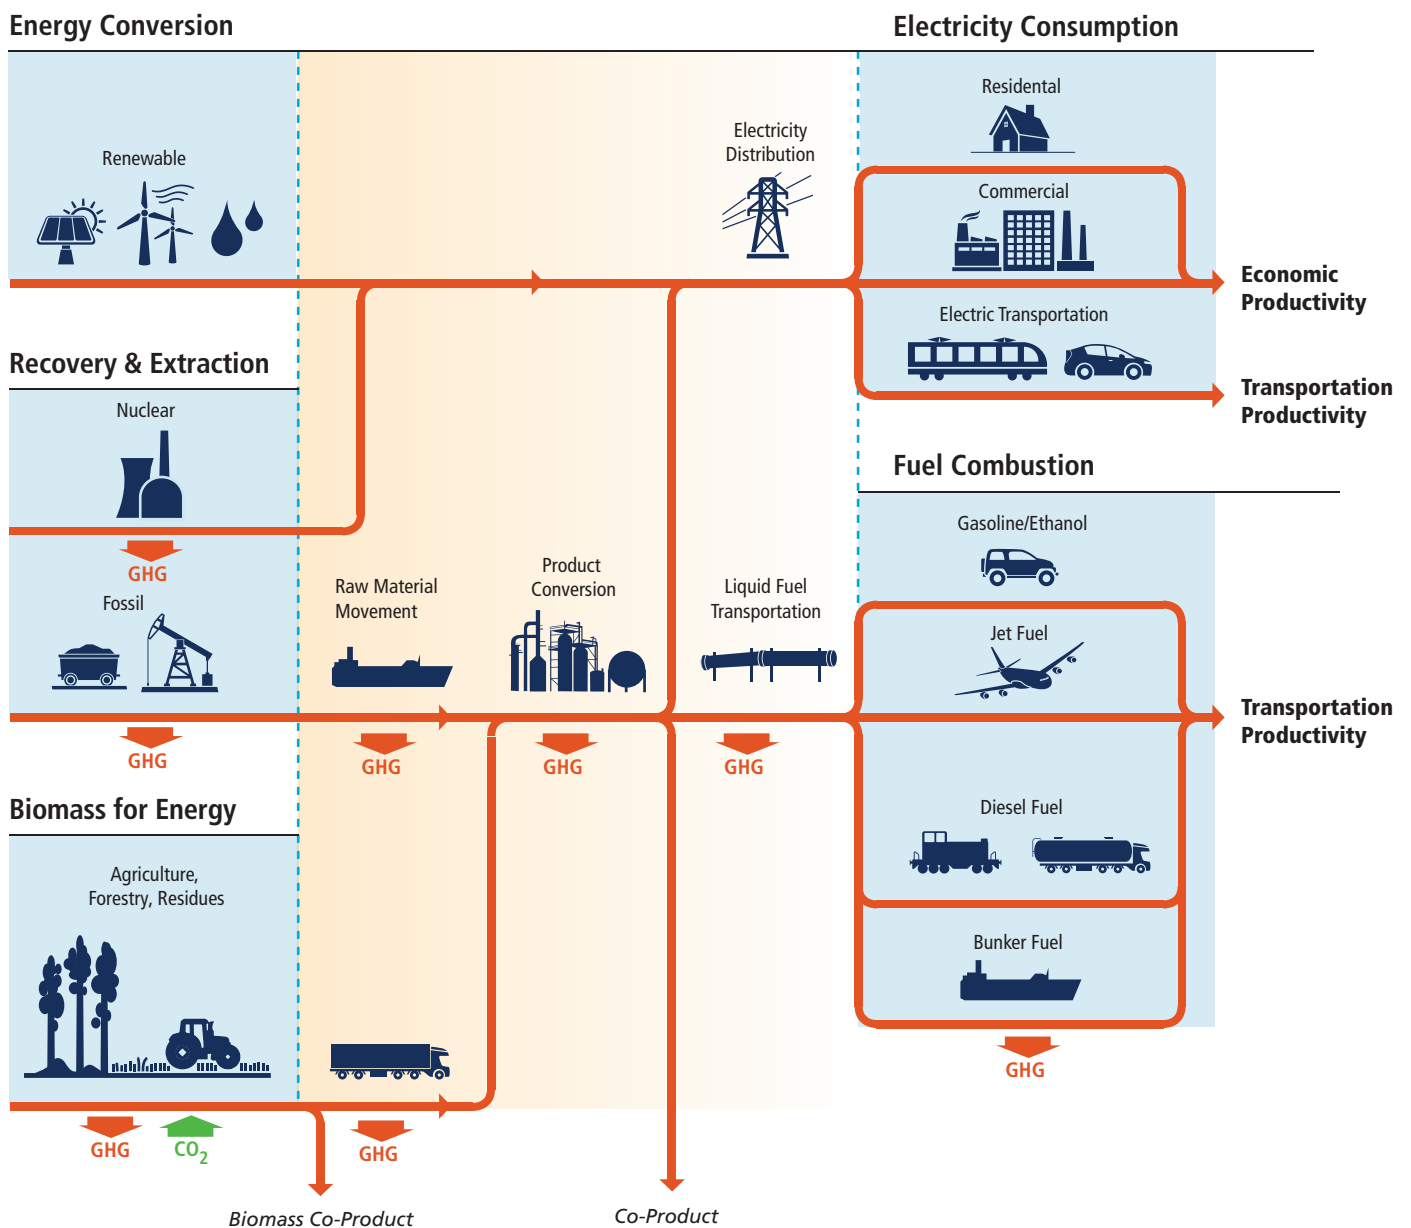 Energy Conversion
Electricity Consumption
Residental
Electricity
Distribution
Renewable
Commercial
Economic
Productivity
Electric Transportation
Recovery & Extraction
Transportation
Productivity
Nuclear
Fuel Combustion
Gasoline/Ethanol
GHG
Fossil
Raw Material
Movement
Product
Conversion
Liquid Fuel
Transportation
Jet Fuel
Transportation
Productivity
GHG
GHG
GHG
GHG
Biomass for Energy
Diesel Fuel
Agriculture,
Forestry, Residues
Bunker Fuel
GHG
GHG
CO2
GHG
Biomass Co-Product
Co-Product